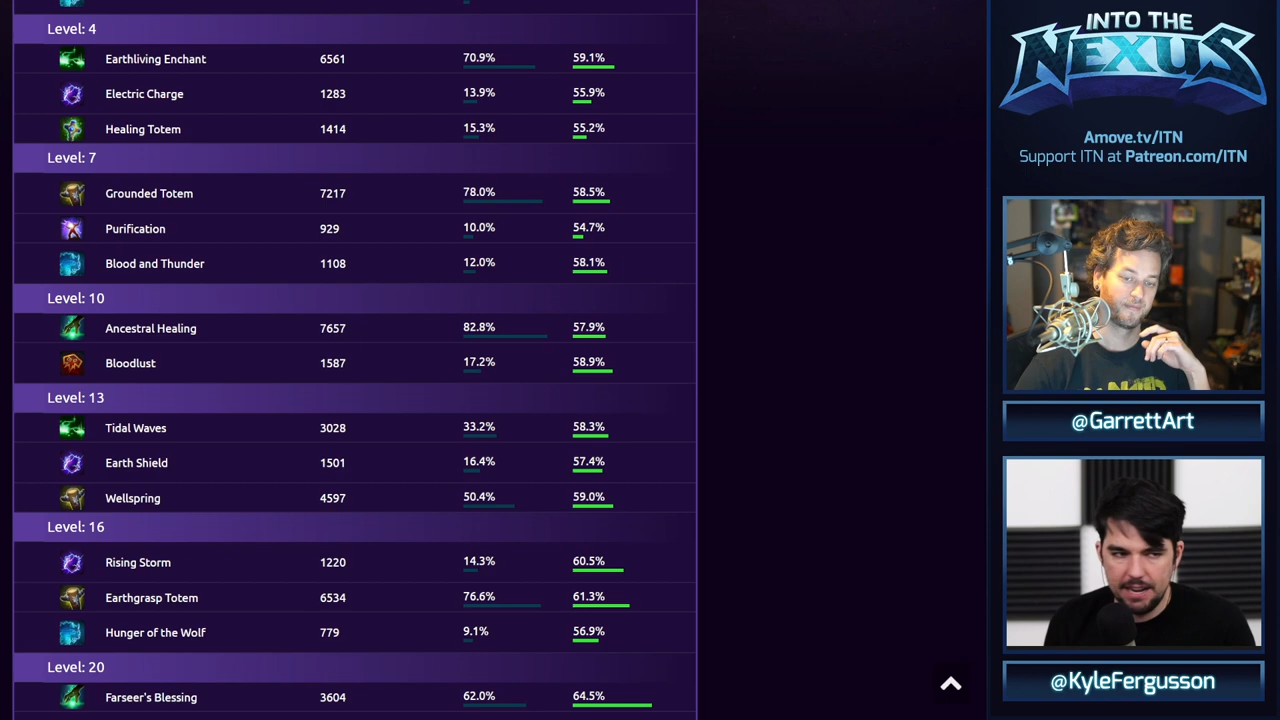 Level: 4
Earthliving Enchant 6561 70.9% 59.1%
Electric Charge 1283 13.9% 55.9%
Healing Totem 1414 15.3% 55.2%
Level: 7
Grounded Totem 7217 78.0% 58.5%
Purification 929 10.0% 54.7%
Blood and Thunder 1108 12.0% 58.1%
Level: 10
Ancestral Healing 7657 82.8% 57.9%
Bloodlust 1587 17.2% 58.9%
Level: 13
Tidal Waves 3028 33.2% 58.3%
Earth Shield 1501 16.4% 57.4%
Wellspring 4597 50.4% 59.0%
Level: 16
Rising Storm 1220 14.3% 60.5%
Earthgrasp Totem 6534 76.6% 61.3%
Hunger of the Wolf 779 9.1% 56.9%
Level: 20
Farseer's Blessing 3604 62.0% 64.5%
INTO THE
NEXUS
Amove.tv/ITN
Support ITN at Patreon.com/ITN
@GarrettArt
@KyleFergusson